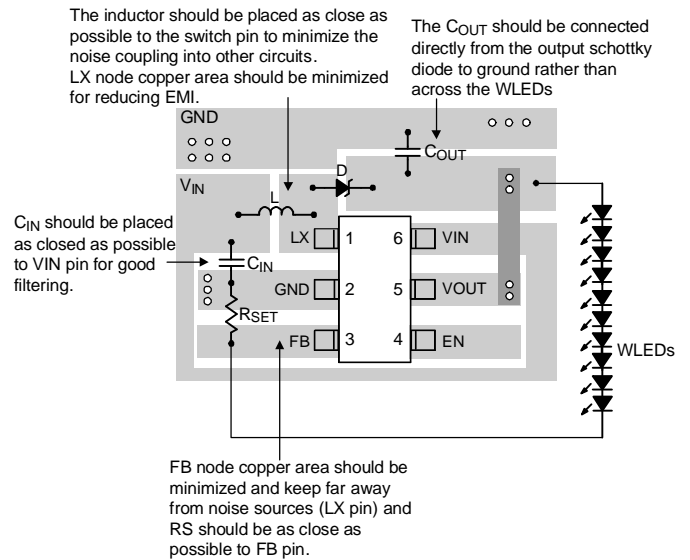 The inductor should be placed as close as
possible to the switch pin to minimize the
noise coupling into other circuits.
LX node copper area should be minimized
for reducing EMI.
The COUT should be connected
directly from the output schottky
diode to ground rather than
across the WLEDs
GND
COUT
D
VIN
L
CIN should be placed
as closed as possible
to VIN pin for good
filtering.
LX 1 6 VIN
CIN
GND 2 5 VOUT
RSET
FB 3 4 EN
WLEDs
FB node copper area should be
minimized and keep far away
from noise sources (LX pin) and
RS should be as close as
possible to FB pin.